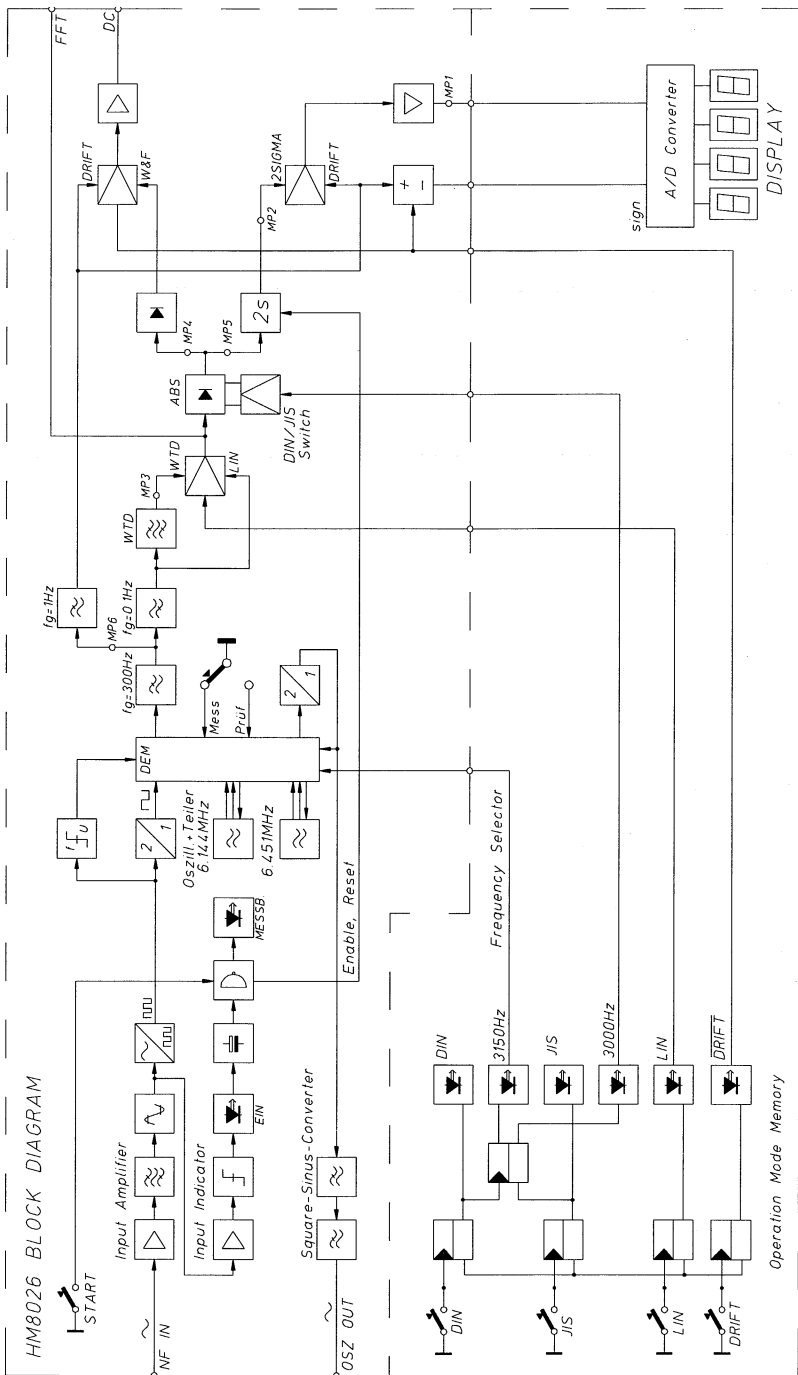 HM8026 BLOCK DIAGRAM
START
NF IN
~
Input Amplifier
Input Indicator
EIN
MESSB.
OSZ OUT
~
Square-Sinus-Converter
Enable, Reset
2
1
f
U
DEM
Oszill.+Teiler
6.144MHz
6.451MHz
Mess
Prüf
2
1
fg=300Hz
MP6
fg=1Hz
fg=0.1Hz
WTD
MP3
WTD
LIN
ABS
DIN/JIS
Switch
MP4
MP5
2s
MP2
DRIFT
W&F
2SIGMA
DRIFT
+
-
MP1
FFT
DC
DIN
JIS
LIN
DRIFT
DIN
3150Hz
JIS
3000Hz
LIN
DRIFT
Frequency Selector
Operation Mode Memory
sign
A/D Converter
DISPLAY